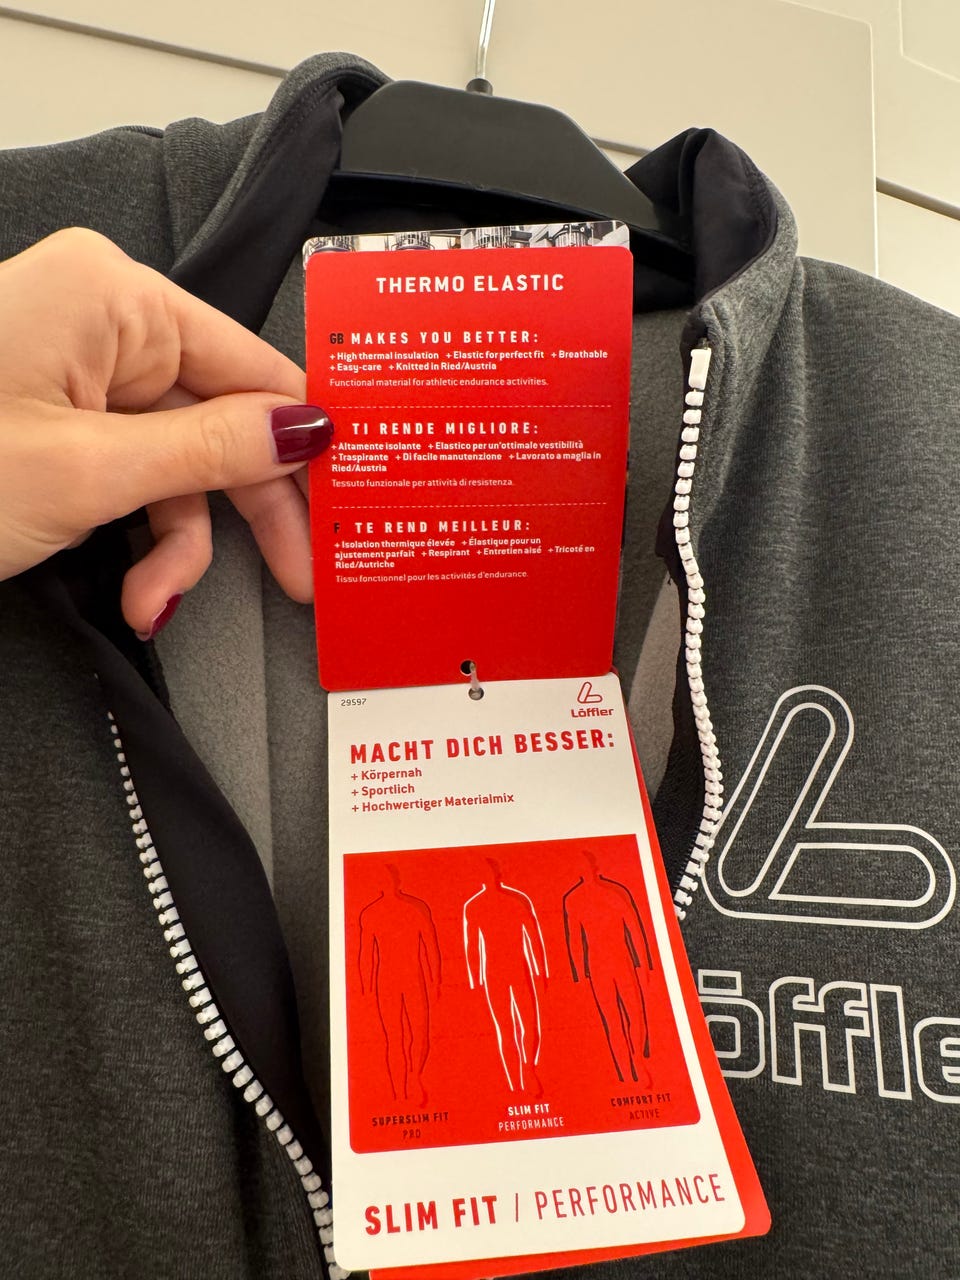 THERMO ELASTIC
GB MAKES YOU BETTER:
+ High thermal insulation + Elastic for perfect fit + Breathable
+ Easy-care + Knitted in Ried/Austria
Functional material for athletic endurance activities.
TI RENDE MIGLIORE:
+ Altamente isolante + Elastico per un'ottimale vestibilità
+ Traspirante + Di facile manutenzione + Lavorato a maglia in
Ried/Austria
Tessuto funzionale per attività di resistenza.
F TE REND MEILLEUR:
+ Isolation thermique élevée + Élastique pour un
ajustement parfait + Respirant + Entretien aisé + Tricoté en
Ried/Autriche
Tissu fonctionnel pour les activités d'endurance.
29597
Löffler
MACHT DICH BESSER:
+ Körpernah
+ Sportlich
+ Hochwertiger Materialmix
SUPERSLIM FIT
PRO
SLIM FIT
PERFORMANCE
COMFORT FIT
ACTIVE
SLIM FIT / PERFORMANCE
öffle